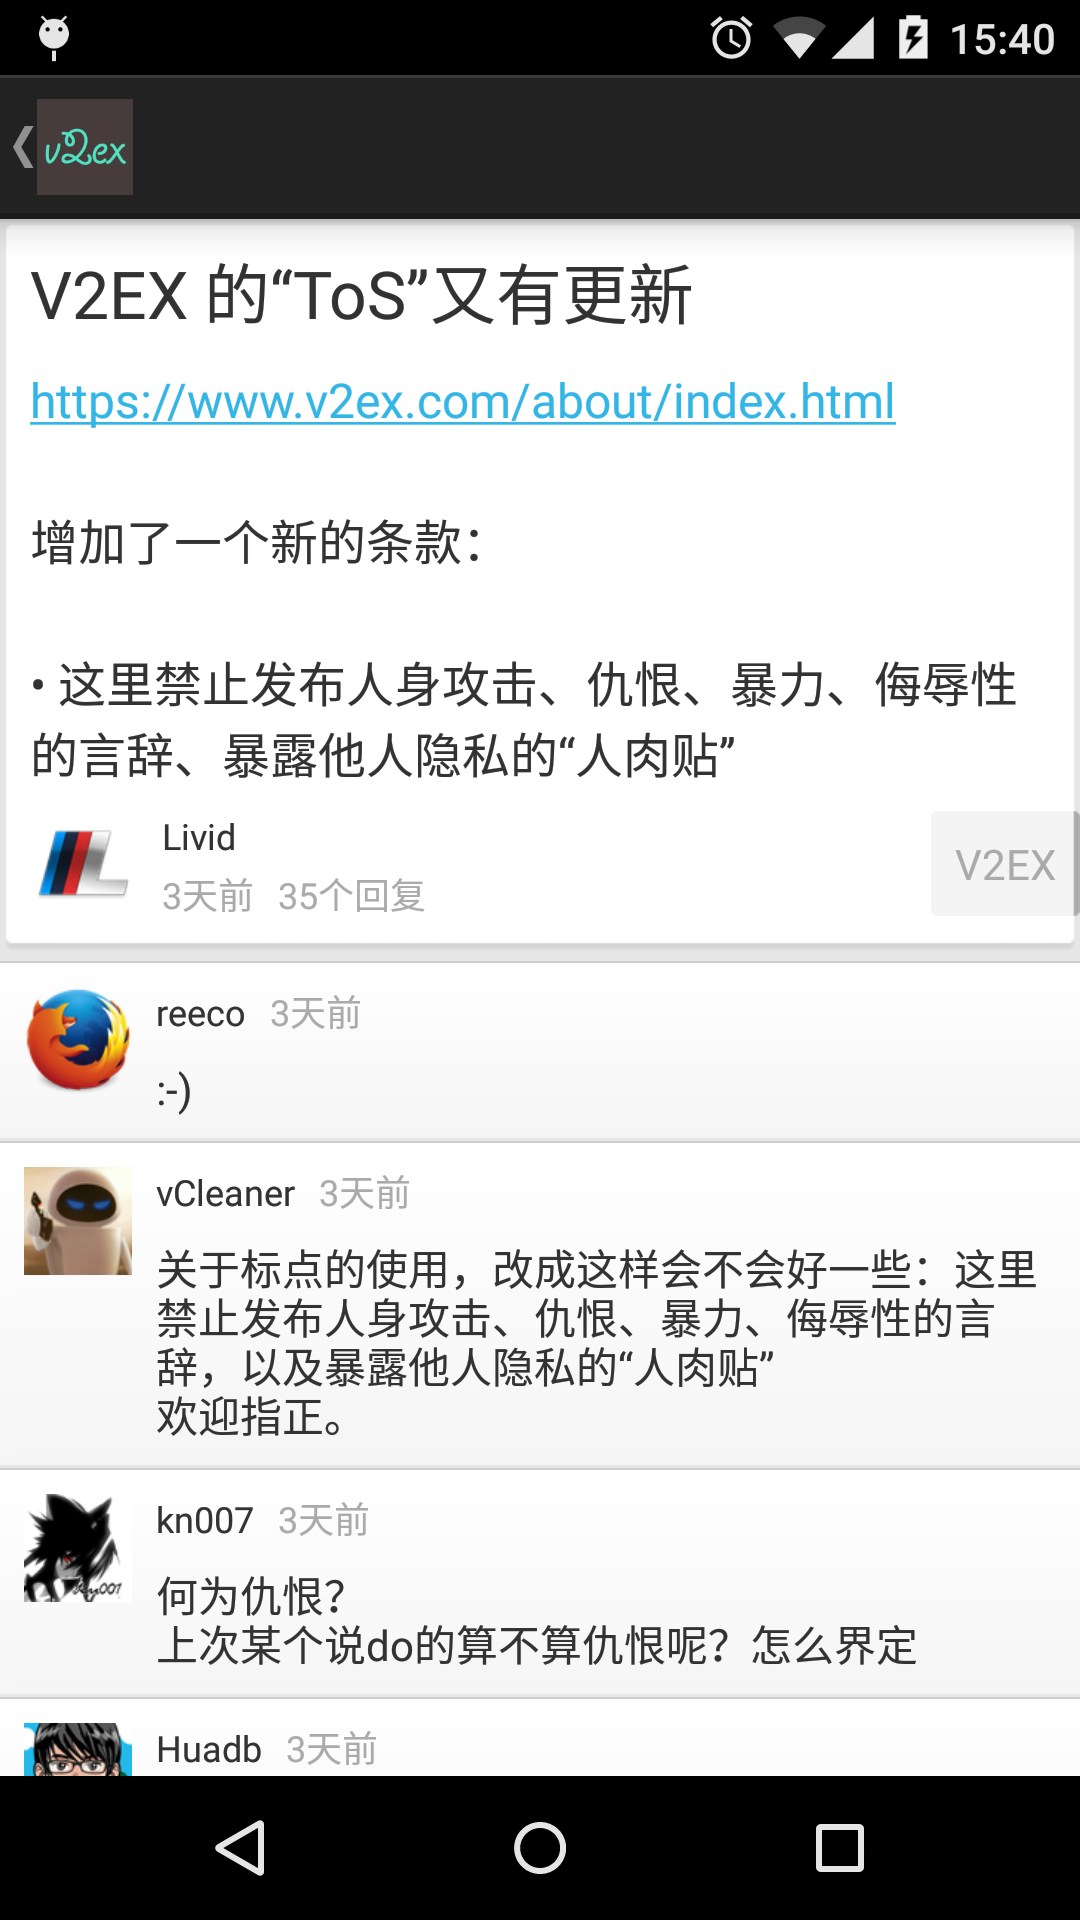 15:40
v2ex
V2EX 的“ToS”又有更新
https://www.v2ex.com/about/index.html
增加了一个新的条款：
• 这里禁止发布人身攻击、仇恨、暴力、侮辱性
的言辞、暴露他人隐私的“人肉贴”
Livid
3天前 35个回复
V2EX
reeco 3天前
:-)
vCleaner 3天前
关于标点的使用，改成这样会不会好一些：这里
禁止发布人身攻击、仇恨、暴力、侮辱性的言
辞，以及暴露他人隐私的“人肉贴”
欢迎指正。
kn007 3天前
何为仇恨？
上次某个说do的算不算仇恨呢？怎么界定
Huadb 3天前